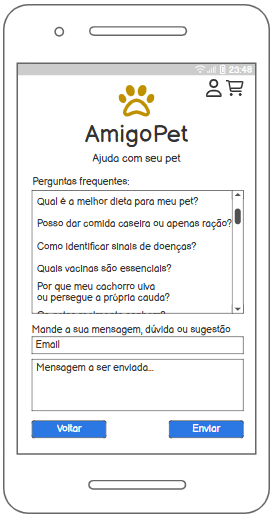 23:48
AmigoPet
Ajuda com seu pet
Perguntas frequentes:
Qual é a melhor dieta para meu pet?
Posso dar comida caseira ou apenas ração?
Como identificar sinais de doenças?
Quais vacinas são essenciais?
Por que meu cachorro uiva
ou persegue a própria cauda?
Mande a sua mensagem, dúvida ou sugestão
Email
Mensagem a ser enviada...
Voltar
Enviar